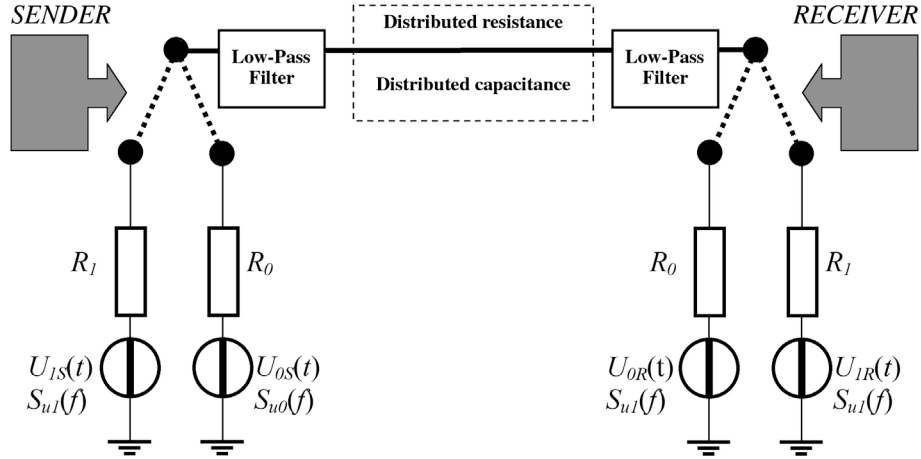 SENDER
RECEIVER
Distributed resistance
Low-Pass
Filter
Low-Pass
Filter
Distributed capacitance
R1
R0
R0
R1
U1S(t)
Su1(f)
U0S(t)
Su0(f)
U0R(t)
Su1(f)
U1R(t)
Su1(f)